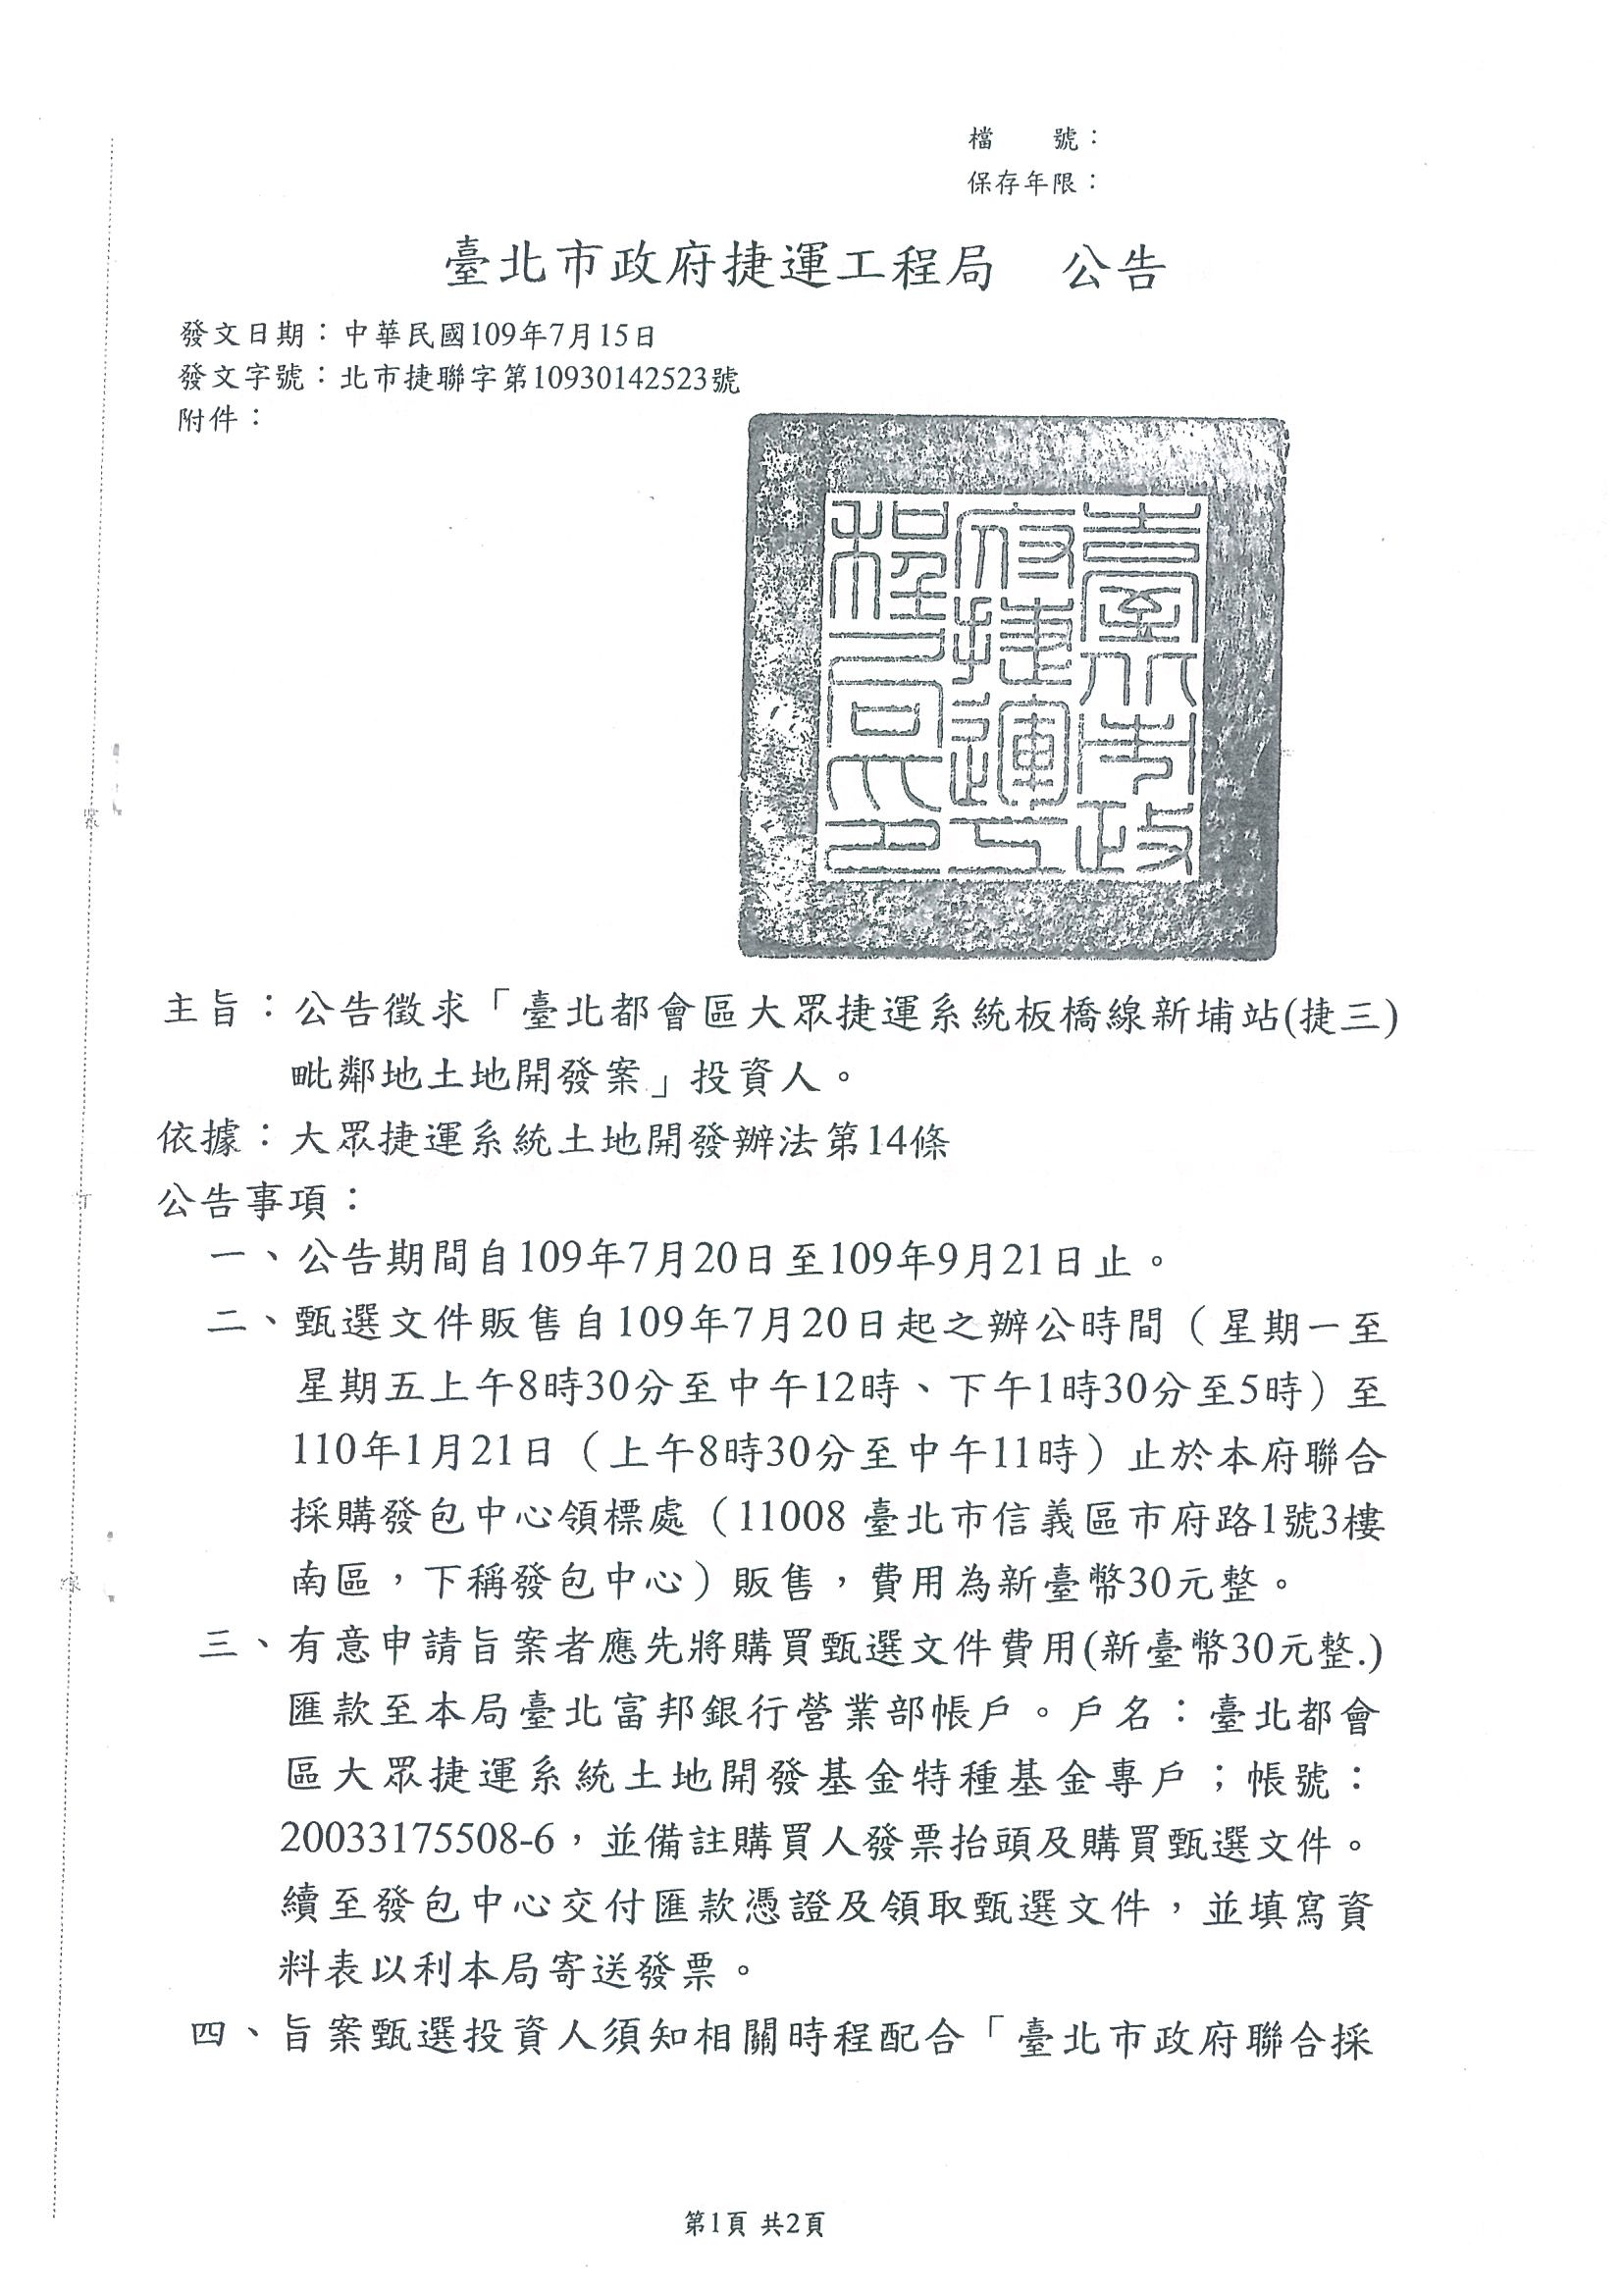 檔　　號：
保存年限：
臺北市政府捷運工程局　公告
發文日期：中華民國109年7月15日
發文字號：北市捷聯字第10930142523號
附件：
臺北市政
府捷運工
程局印
主旨：公告徵求「臺北都會區大眾捷運系統板橋線新埔站(捷三)
毗鄰地土地開發案」投資人。
依據：大眾捷運系統土地開發辦法第14條
公告事項：
一、公告期間自109年7月20日至109年9月21日止。
二、甄選文件販售自109年7月20日起之辦公時間（星期一至
星期五上午8時30分至中午12時、下午1時30分至5時）至
110年1月21日（上午8時30分至中午11時）止於本府聯合
採購發包中心領標處（11008 臺北市信義區市府路1號3樓
南區，下稱發包中心）販售，費用為新臺幣30元整。
三、有意申請旨案者應先將購買甄選文件費用(新臺幣30元整.)
匯款至本局臺北富邦銀行營業部帳戶。戶名：臺北都會
區大眾捷運系統土地開發基金特種基金專戶；帳號：
20033175508-6，並備註購買人發票抬頭及購買甄選文件。
續至發包中心交付匯款憑證及領取甄選文件，並填寫資
料表以利本局寄送發票。
四、旨案甄選投資人須知相關時程配合「臺北市政府聯合採
第1頁 共2頁